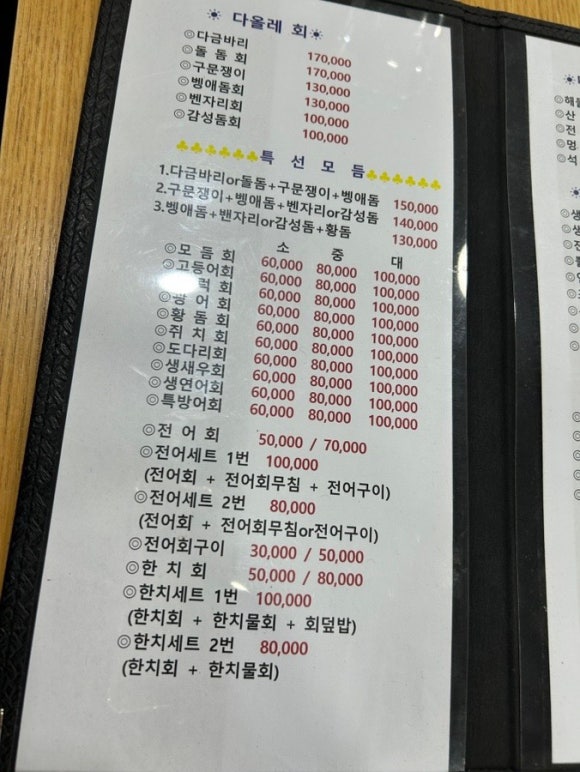 ☀ 다올레 회 ☀
◎다금바리 170,000
◎돌 돔 회 170,000
◎구문쟁이 130,000
◎벵애돔회 130,000
◎벤자리회 100,000
◎감성돔회 100,000
♣♣♣♣♣♣♣특 선 모 듬♣♣♣♣♣♣
1.다금바리or돌돔+구문쟁이+벵애돔 150,000
2.구문쟁이+벵애돔+벤자리or감성돔 140,000
3.벵애돔+밴자리or감성돔+황돔 130,000
소 중 대
◎모 듬 회 60,000 80,000 100,000
◎고등어회 60,000 80,000 100,000
럭 회 60,000 80,000 100,000
◎광 어 회 60,000 80,000 100,000
◎황 돔 회 60,000 80,000 100,000
◎쥐 치 회 60,000 80,000 100,000
◎도다리회 60,000 80,000 100,000
◎생새우회 60,000 80,000 100,000
◎생연어회 60,000 80,000 100,000
◎특방어회 60,000 80,000 100,000
◎전 어 회 50,000 / 70,000
◎전어세트 1번 100,000
(전어회 + 전어회무침 + 전어구이)
◎전어세트 2번 80,000
(전어회 + 전어회무침or전어구이)
◎전어회구이 30,000 / 50,000
◎한 치 회 50,000 / 80,000
◎한치세트 1번 100,000
(한치회 + 한치물회 + 회덮밥)
◎한치세트 2번 80,000
(한치회 + 한치물회)